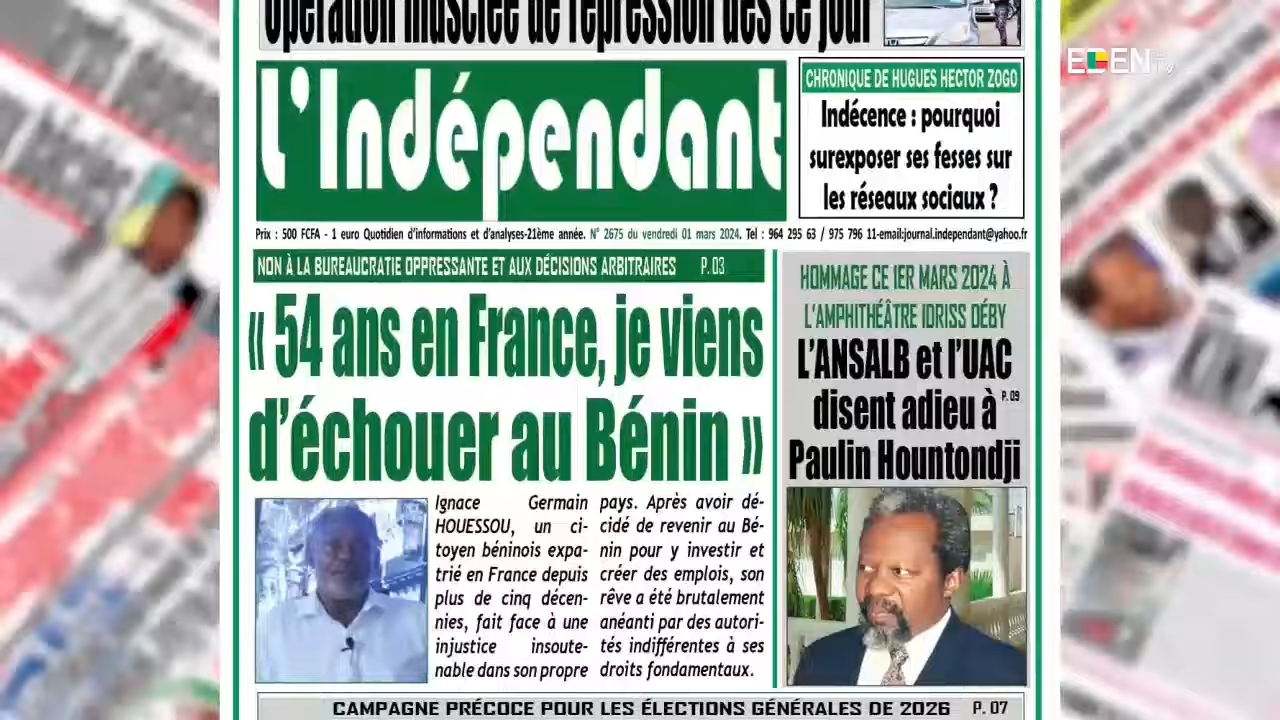 Opération musclée de répression dès ce jour
EDEN TV
L'Indépendant
CHRONIQUE DE HUGUES HECTOR ZOGO
Indécence : pourquoi
surexposer ses fesses sur
les réseaux sociaux ?
Prix : 500 FCFA - 1 euro Quotidien d'informations et d'analyses-21ème année. N° 2675 du vendredi 01 mars 2024. Tel : 964 295 63 / 975 796 11-email:journal.independant@yahoo.fr
NON À LA BUREAUCRATIE OPPRESSANTE ET AUX DÉCISIONS ARBITRAIRES P. 03
« 54 ans en France, je viens
d'échouer au Bénin »
Ignace Germain
HOUESSOU, un ci-
toyen béninois expa-
trié en France depuis
plus de cinq décen-
nies, fait face à une
injustice insoute-
nable dans son propre
pays. Après avoir dé-
cidé de revenir au Bé-
nin pour y investir et
créer des emplois, son
rêve a été brutalement
anéanti par des autori-
tés indifférentes à ses
droits fondamentaux.
HOMMAGE CE 1ER MARS 2024 À
L'AMPHITHÉÂTRE IDRISS DÉBY
L'ANSALB et l'UAC
disent adieu à P. 09
Paulin Hountondji
CAMPAGNE PRÉCOCE POUR LES ÉLECTIONS GÉNÉRALES DE 2026 P. 07